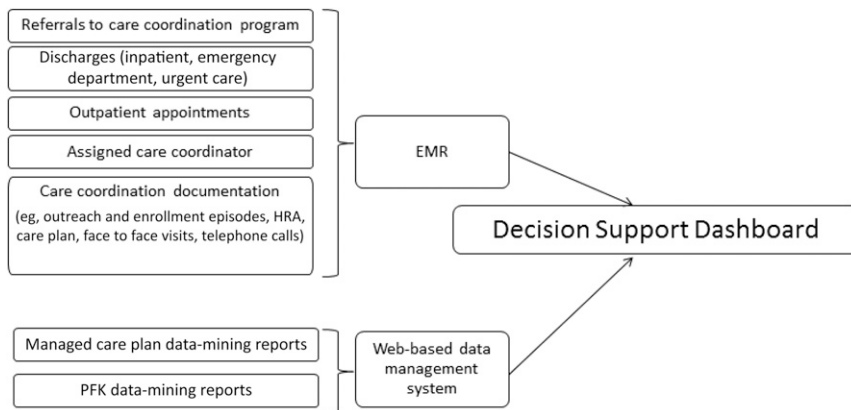 Referrals to care coordination program
Discharges (inpatient, emergency
department, urgent care)
Outpatient appointments
Assigned care coordinator
Care coordination documentation
(eg, outreach and enrollment episodes, HRA,
care plan, face to face visits, telephone calls)
EMR
Decision Support Dashboard
Managed care plan data-mining reports
PFK data-mining reports
Web-based data
management
system